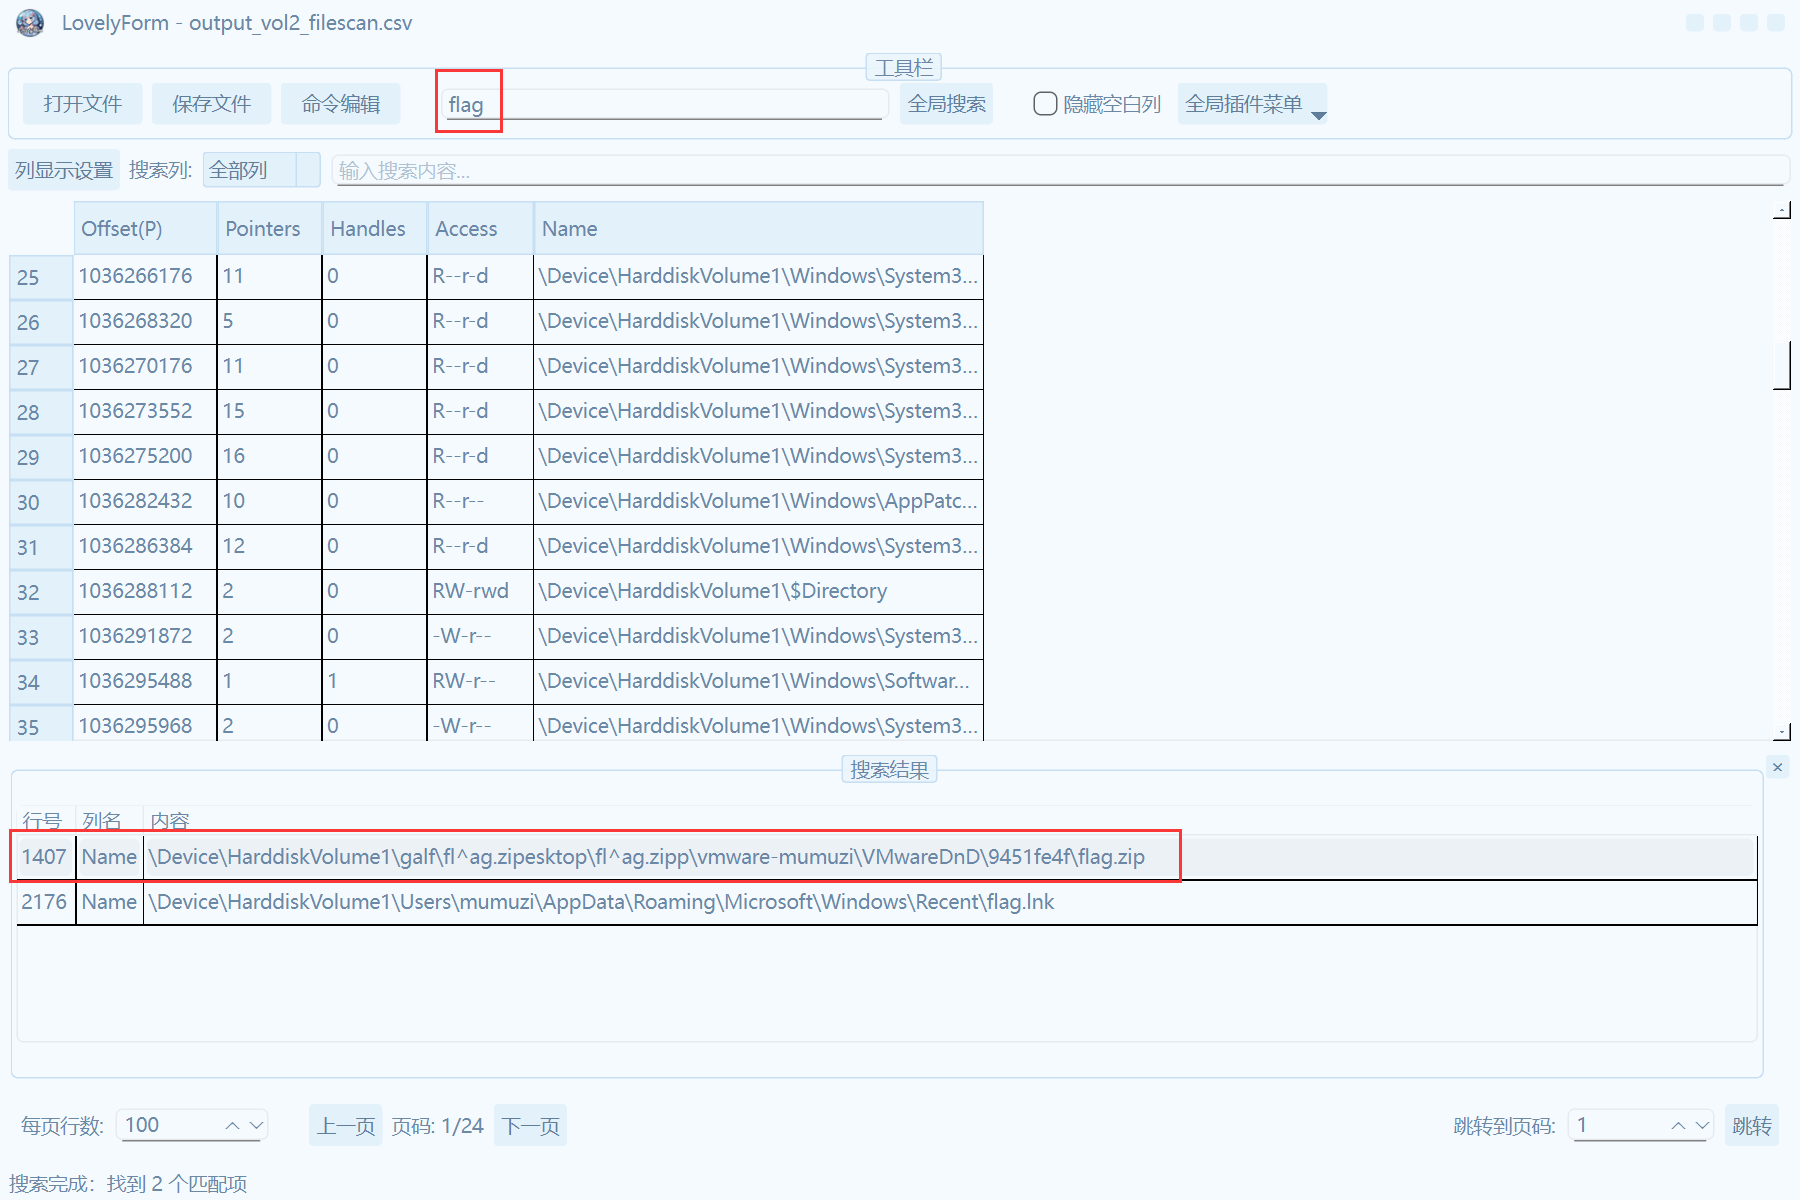 LovelyForm - output_vol2_filescan.csv
工具栏
打开文件 保存文件 命令编辑 flag 全局搜索 隐藏空白列 全局插件菜单
列显示设置 搜索列: 全部列 输入搜索内容...
Offset(P) Pointers Handles Access Name
25 1036266176 11 0 R--r-d \Device\HarddiskVolume1\Windows\System3...
26 1036268320 5 0 R--r-d \Device\HarddiskVolume1\Windows\System3...
27 1036270176 11 0 R--r-d \Device\HarddiskVolume1\Windows\System3...
28 1036273552 15 0 R--r-d \Device\HarddiskVolume1\Windows\System3...
29 1036275200 16 0 R--r-d \Device\HarddiskVolume1\Windows\System3...
30 1036282432 10 0 R--r-- \Device\HarddiskVolume1\Windows\AppPatc...
31 1036286384 12 0 R--r-d \Device\HarddiskVolume1\Windows\System3...
32 1036288112 2 0 RW-rwd \Device\HarddiskVolume1\$Directory
33 1036291872 2 0 -W-r-- \Device\HarddiskVolume1\Windows\System3...
34 1036295488 1 1 RW-r-- \Device\HarddiskVolume1\Windows\Softwar...
35 1036295968 2 0 -W-r-- \Device\HarddiskVolume1\Windows\System3...
搜索结果
行号 列名 内容
1407 Name \Device\HarddiskVolume1\galf\fl^ag.zipesktop\fl^ag.zipp\vmware-mumuzi\VMwareDnD\9451fe4f\flag.zip
2176 Name \Device\HarddiskVolume1\Users\mumuzi\AppData\Roaming\Microsoft\Windows\Recent\flag.lnk
每页行数: 100 上一页 页码: 1/24 下一页 跳转到页码: 1 跳转
搜索完成：找到 2 个匹配项